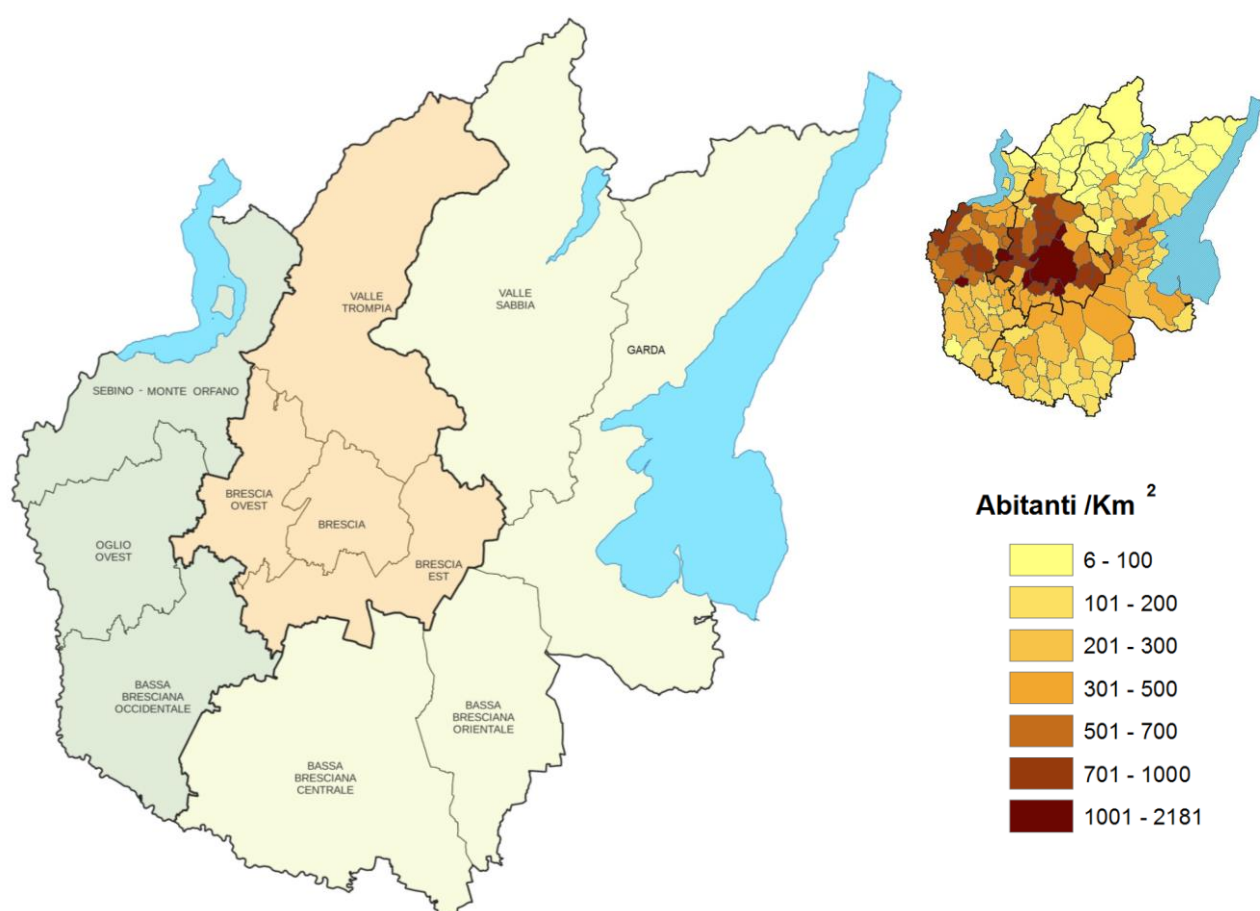 VALLE
TROMPIA
VALLE
SABBIA
GARDA
SEBINO - MONTE ORFANO
BRESCIA
OVEST
BRESCIA
OGLIO
OVEST
BRESCIA
EST
BASSA
BRESCIANA
OCCIDENTALE
BASSA
BRESCIANA
ORIENTALE
BASSA
BRESCIANA
CENTRALE
Abitanti /Km 2
6 - 100
101 - 200
201 - 300
301 - 500
501 - 700
701 - 1000
1001 - 2181